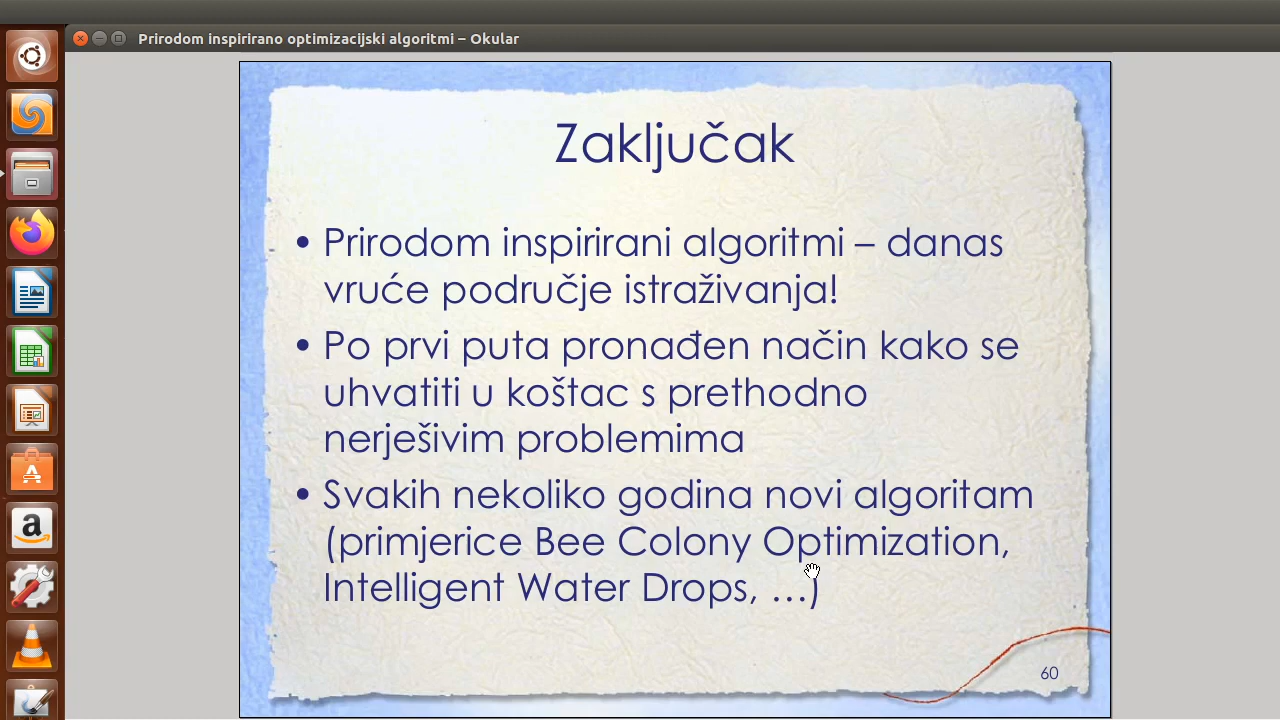 Prirodom inspirirano optimizacijski algoritmi – Okular
Zaključak
• Prirodom inspirirani algoritmi – danas
vruće područje istraživanja!
• Po prvi puta pronađen način kako se
uhvatiti u koštac s prethodno
nerješivim problemima
• Svakih nekoliko godina novi algoritam
(primjerice Bee Colony Optimization,
Intelligent Water Drops, …)
60